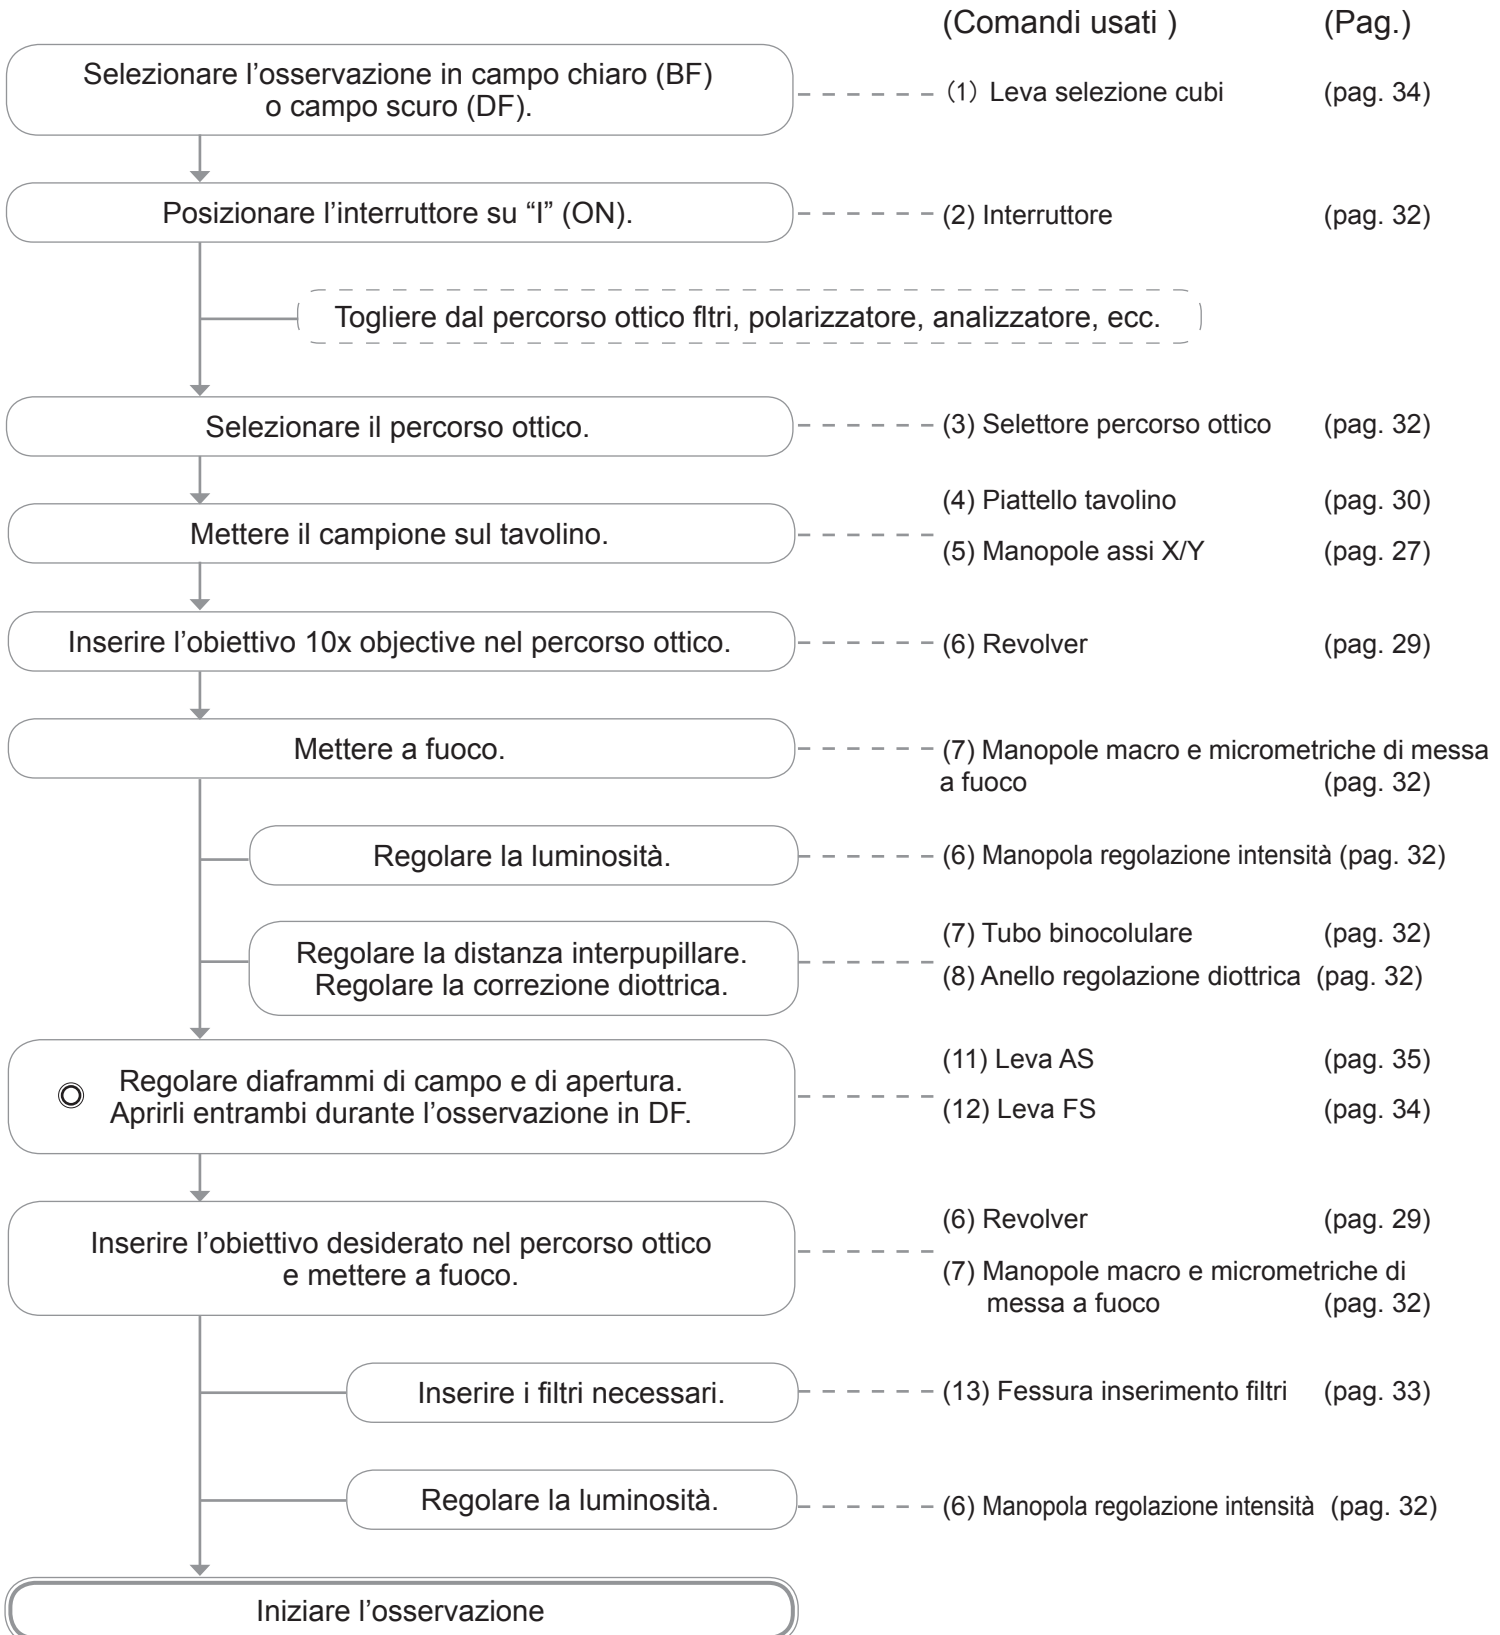 (Comandi usati ) (Pag.)
Selezionare l’osservazione in campo chiaro (BF)
o campo scuro (DF).
(1) Leva selezione cubi (pag. 34)
Posizionare l’interruttore su “I” (ON).
(2) Interruttore (pag. 32)
Togliere dal percorso ottico fltri, polarizzatore, analizzatore, ecc.
Selezionare il percorso ottico.
(3) Selettore percorso ottico (pag. 32)
(4) Piattello tavolino (pag. 30)
Mettere il campione sul tavolino.
(5) Manopole assi X/Y (pag. 27)
Inserire l’obiettivo 10x objective nel percorso ottico.
(6) Revolver (pag. 29)
Mettere a fuoco.
(7) Manopole macro e micrometriche di messa
a fuoco (pag. 32)
Regolare la luminosità.
(6) Manopola regolazione intensità (pag. 32)
Regolare la distanza interpupillare.
Regolare la correzione diottrica.
(7) Tubo binocolulare (pag. 32)
(8) Anello regolazione diottrica (pag. 32)
Regolare diaframmi di campo e di apertura.
Aprirli entrambi durante l’osservazione in DF.
(11) Leva AS (pag. 35)
(12) Leva FS (pag. 34)
Inserire l’obiettivo desiderato nel percorso ottico
e mettere a fuoco.
(6) Revolver (pag. 29)
(7) Manopole macro e micrometriche di
messa a fuoco (pag. 32)
Inserire i filtri necessari.
(13) Fessura inserimento filtri (pag. 33)
Regolare la luminosità.
(6) Manopola regolazione intensità (pag. 32)
Iniziare l’osservazione